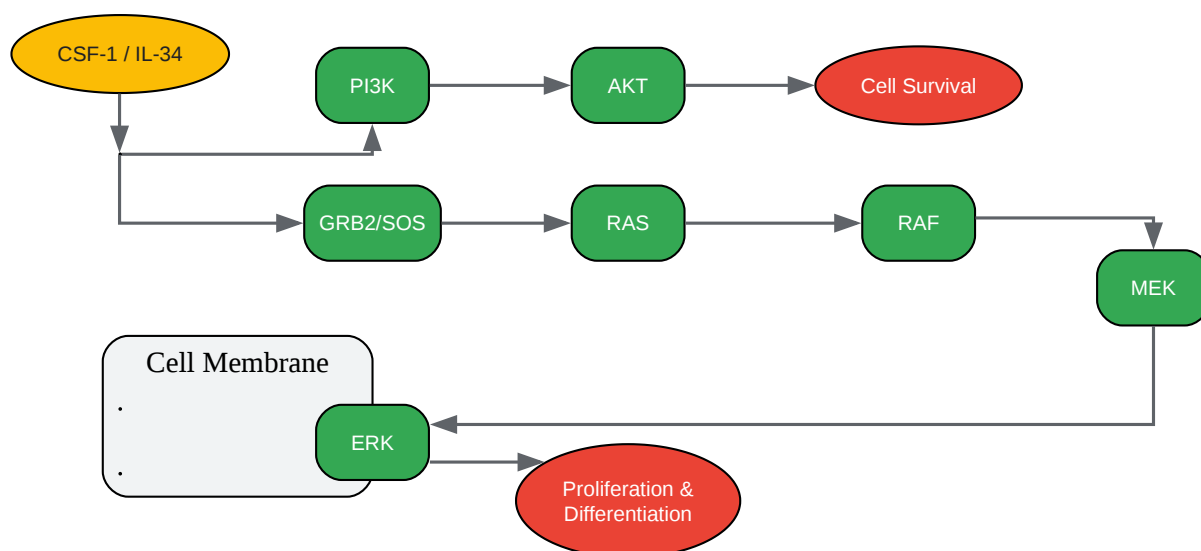 CSF-1 / IL-34
PI3K
AKT
Cell Survival
GRB2/SOS
RAS
RAF
MEK
Cell Membrane
ERK
Proliferation &
Differentiation